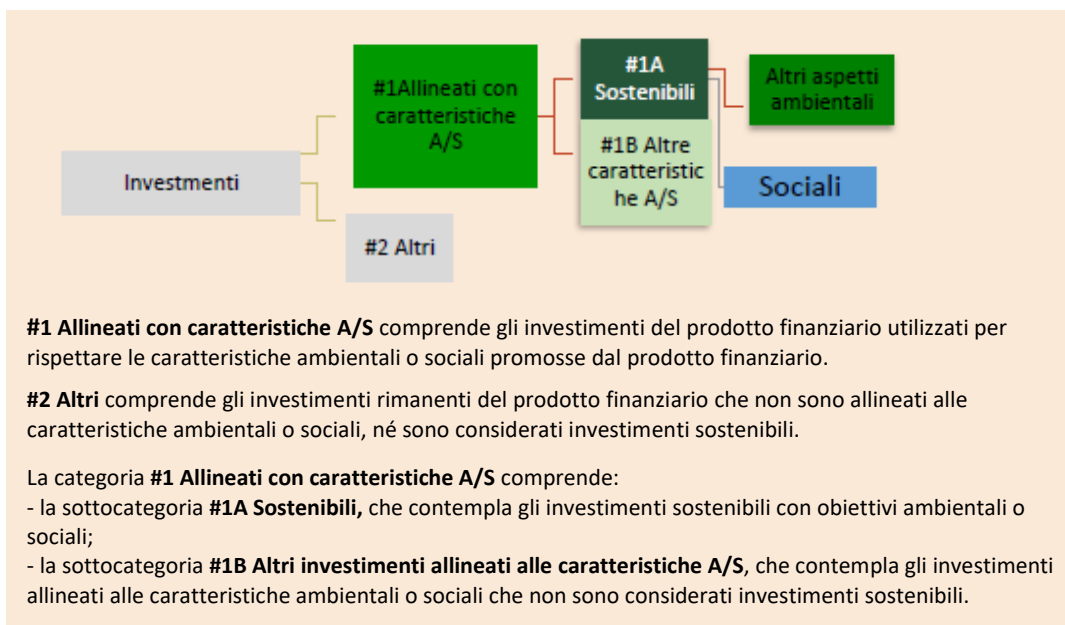 #1A
Sostenibili
Altri aspetti
ambientali
#1Allineati con
caratteristiche
A/S
#1B Altre
caratteristic
he A/S
Investmenti
Sociali
#2 Altri
#1 Allineati con caratteristiche A/S comprende gli investimenti del prodotto finanziario utilizzati per
rispettare le caratteristiche ambientali o sociali promosse dal prodotto finanziario.
#2 Altri comprende gli investimenti rimanenti del prodotto finanziario che non sono allineati alle
caratteristiche ambientali o sociali, né sono considerati investimenti sostenibili.
La categoria #1 Allineati con caratteristiche A/S comprende:
- la sottocategoria #1A Sostenibili, che contempla gli investimenti sostenibili con obiettivi ambientali o
sociali;
- la sottocategoria #1B Altri investimenti allineati alle caratteristiche A/S, che contempla gli investimenti
allineati alle caratteristiche ambientali o sociali che non sono considerati investimenti sostenibili.